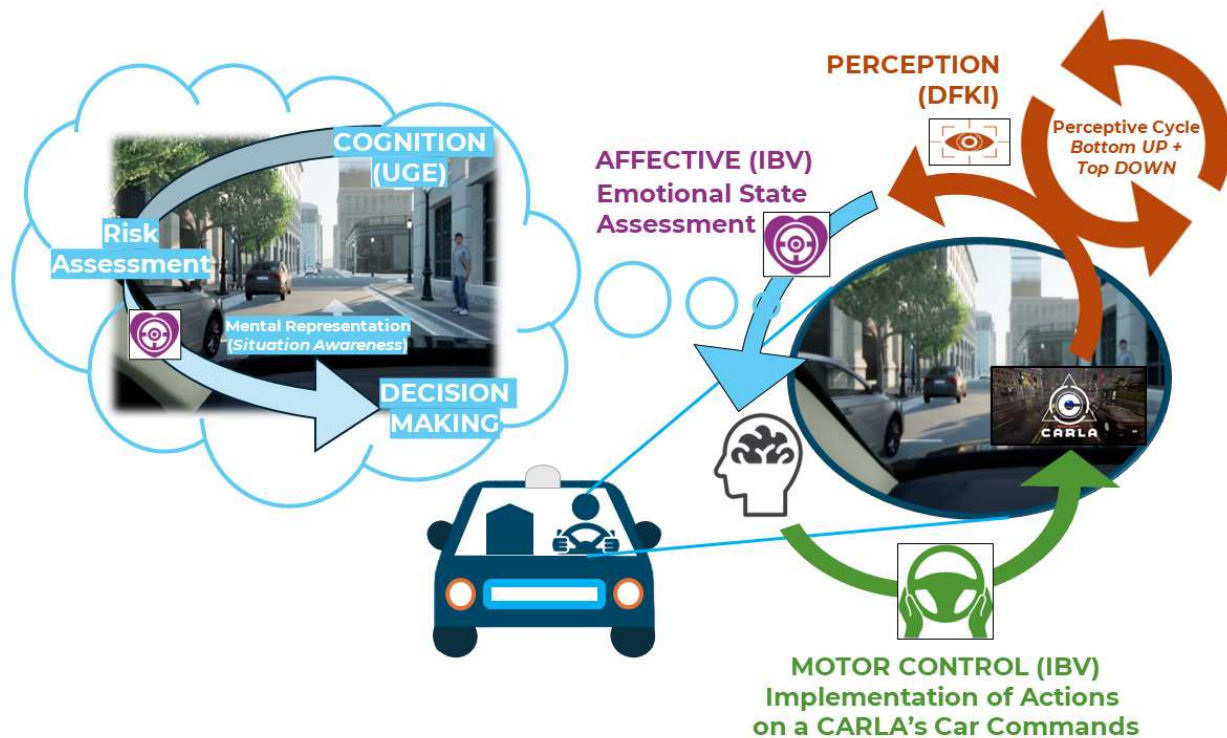 COGNITION
(UGE)
Risk
Assessment
Mental Representation
(Situation Awareness)
DECISION
MAKING
AFFECTIVE (IBV)
Emotional State
Assessment
PERCEPTION
(DFKI)
Perceptive Cycle
Bottom UP +
Top DOWN
CARLA
MOTOR CONTROL (IBV)
Implementation of Actions
on a CARLA's Car Commands